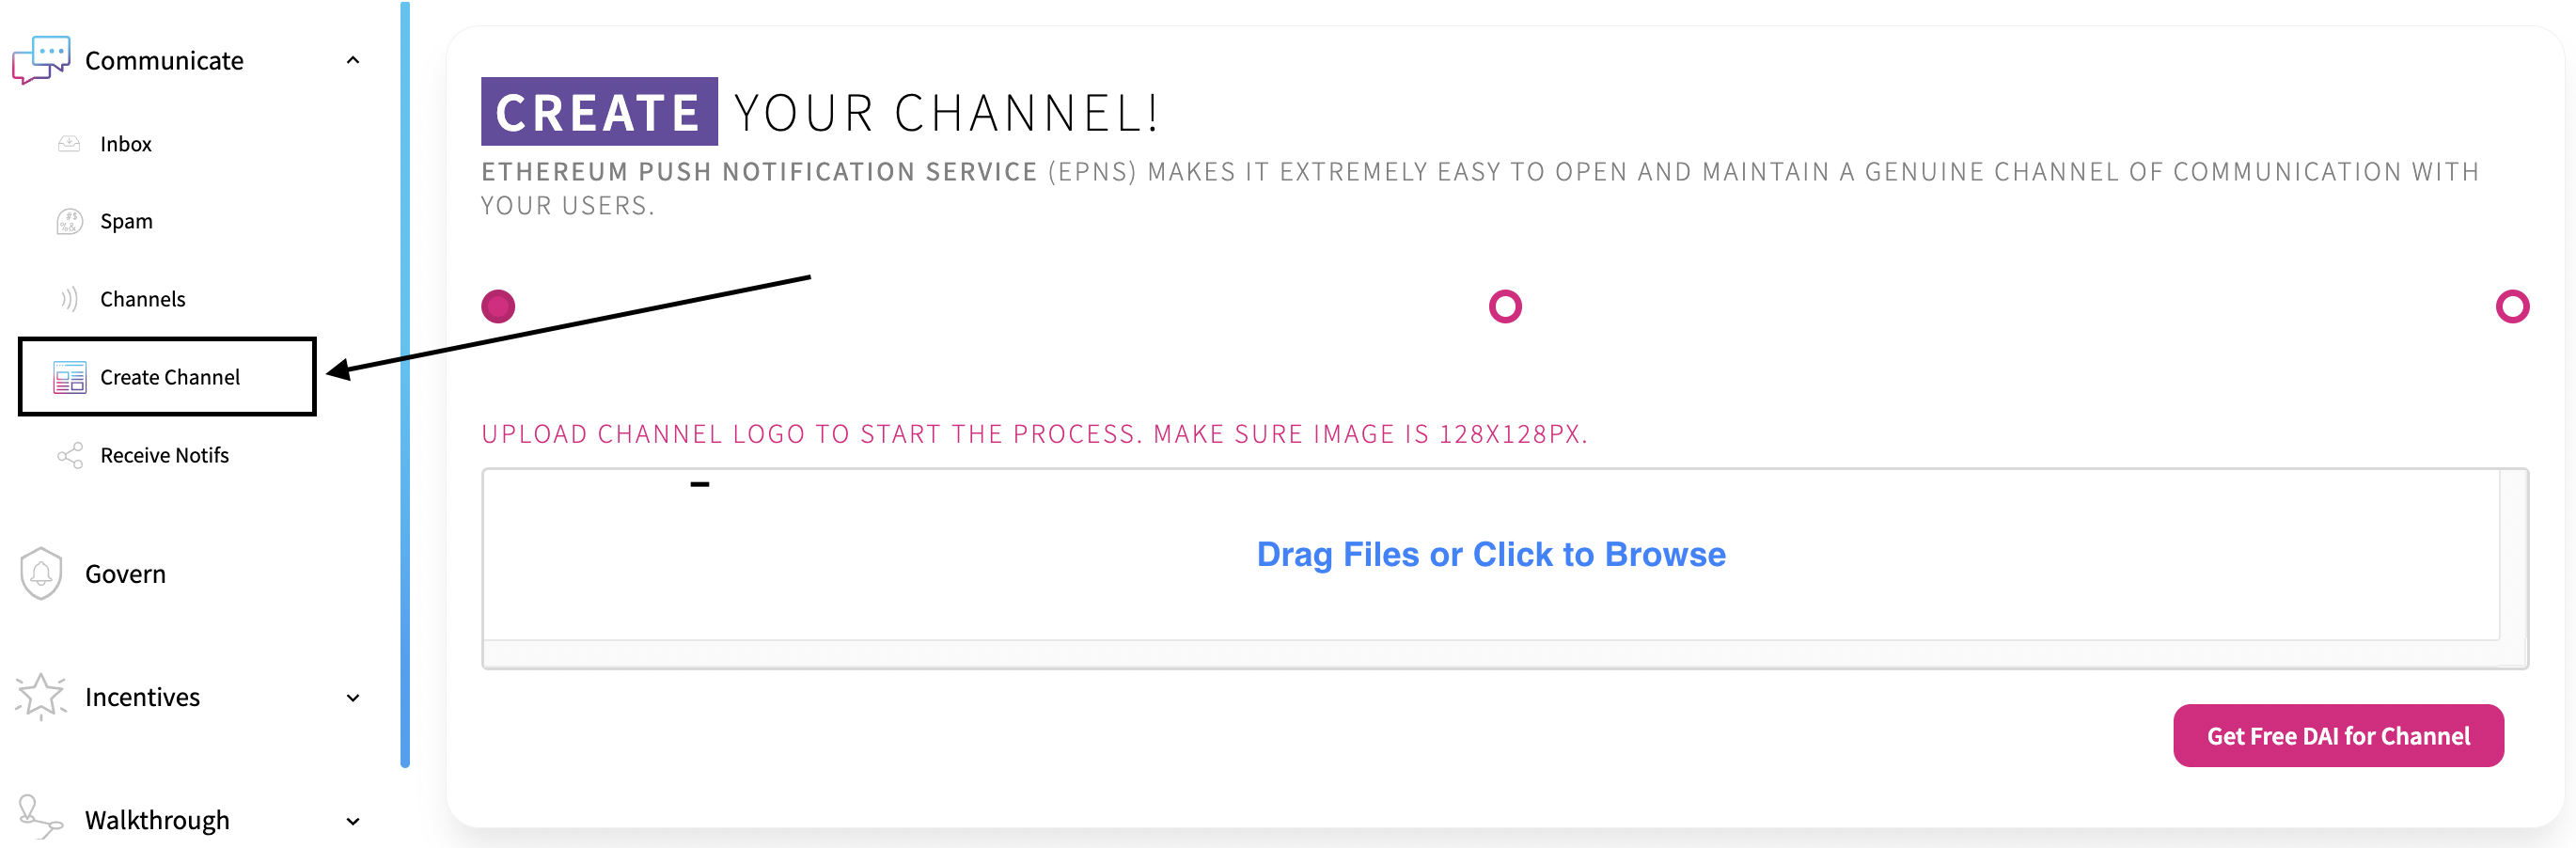 Communicate
Inbox
Spam
Channels
Create Channel
Receive Notifs
Govern
Incentives
Walkthrough
CREATE YOUR CHANNEL!
ETHEREUM PUSH NOTIFICATION SERVICE (EPNS) MAKES IT EXTREMELY EASY TO OPEN AND MAINTAIN A GENUINE CHANNEL OF COMMUNICATION WITH
YOUR USERS.
UPLOAD CHANNEL LOGO TO START THE PROCESS. MAKE SURE IMAGE IS 128X128PX.
Drag Files or Click to Browse
Get Free DAI for Channel